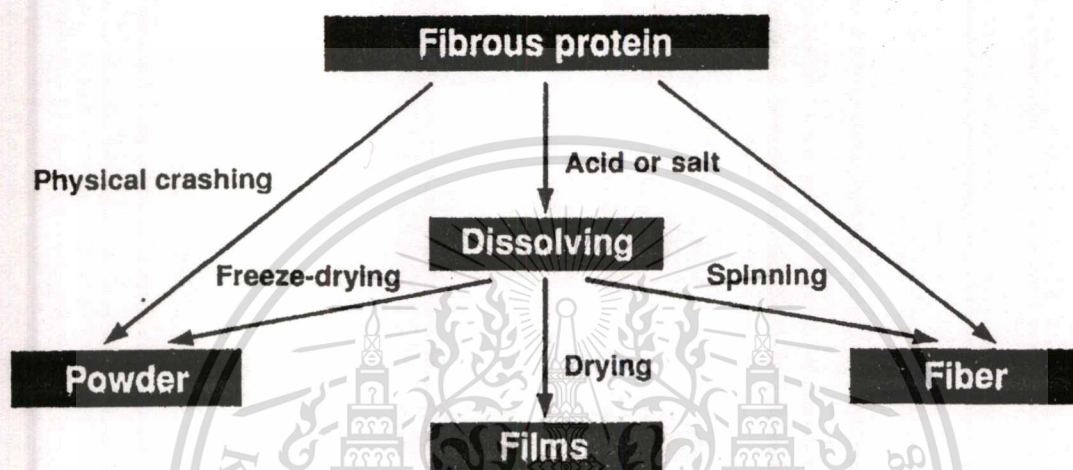 Fibrous protein
Physical crashing
Acid or salt
Dissolving
Freeze-drying
Spinning
Powder
Drying
Fiber
Films